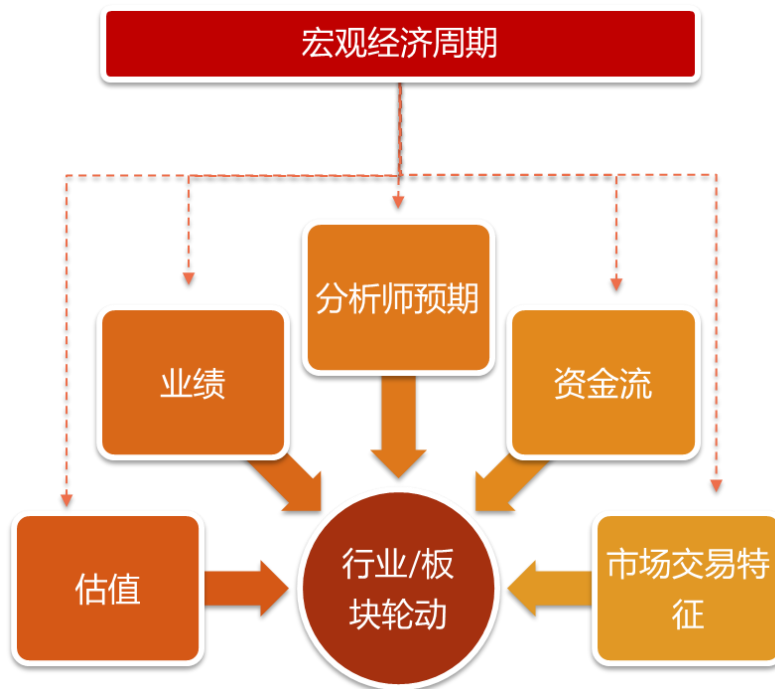 宏观经济周期
分析师预期
业绩
资金流
估值
行业/板
块轮动
市场交易特
征